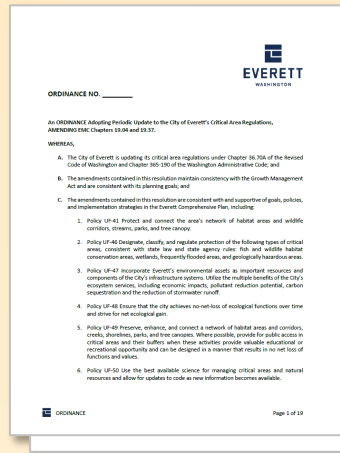 EVERETT
WASHINGTON
ORDINANCE NO. ________
An ORDINANCE Adopting Periodic Update to the City of Everett's Critical Area Regulations,
AMENDING EMC Chapters 19.04 and 19.37.
WHEREAS,
A. The City of Everett is updating its critical area regulations under Chapter 36.70A of the Revised
Code of Washington and Chapter 365-190 of the Washington Administrative Code; and
B. The amendments contained in this resolution maintain consistency with the Growth Management
Act and are consistent with its planning goals; and
C. The amendments contained in this resolution are consistent with and supportive of goals, policies,
and implementation strategies in the Everett Comprehensive Plan, including:
1. Policy UF-41 Protect and connect the area's network of habitat areas and wildlife
corridors, streams, parks, and tree canopy.
2. Policy UF-46 Designate, classify, and regulate protection of the following types of critical
areas, consistent with state law and state agency rules: fish and wildlife habitat
conservation areas, wetlands, frequently flooded areas, and geologically hazardous areas.
3. Policy UF-47 Incorporate Everett's environmental assets as important resources and
components of the City's infrastructure systems. Utilize the multiple benefits of the City's
ecosystem services, including economic impacts, pollutant reduction potential, carbon
sequestration and the reduction of stormwater runoff.
4. Policy UF-48 Ensure that the city achieves no-net-loss of ecological functions over time
and strive for net ecological gain.
5. Policy UF-49 Preserve, enhance, and connect a network of habitat areas and corridors,
creeks, shorelines, parks, and tree canopies. Where possible, provide for public access in
critical areas and their buffers when these activities provide valuable educational or
recreational opportunity and can be designed in a manner that results in no net loss of
functions and values.
6. Policy UF-50 Use the best available science for managing critical areas and natural
resources and allow for updates to code as new information becomes available.
ORDINANCE Page 1 of 19